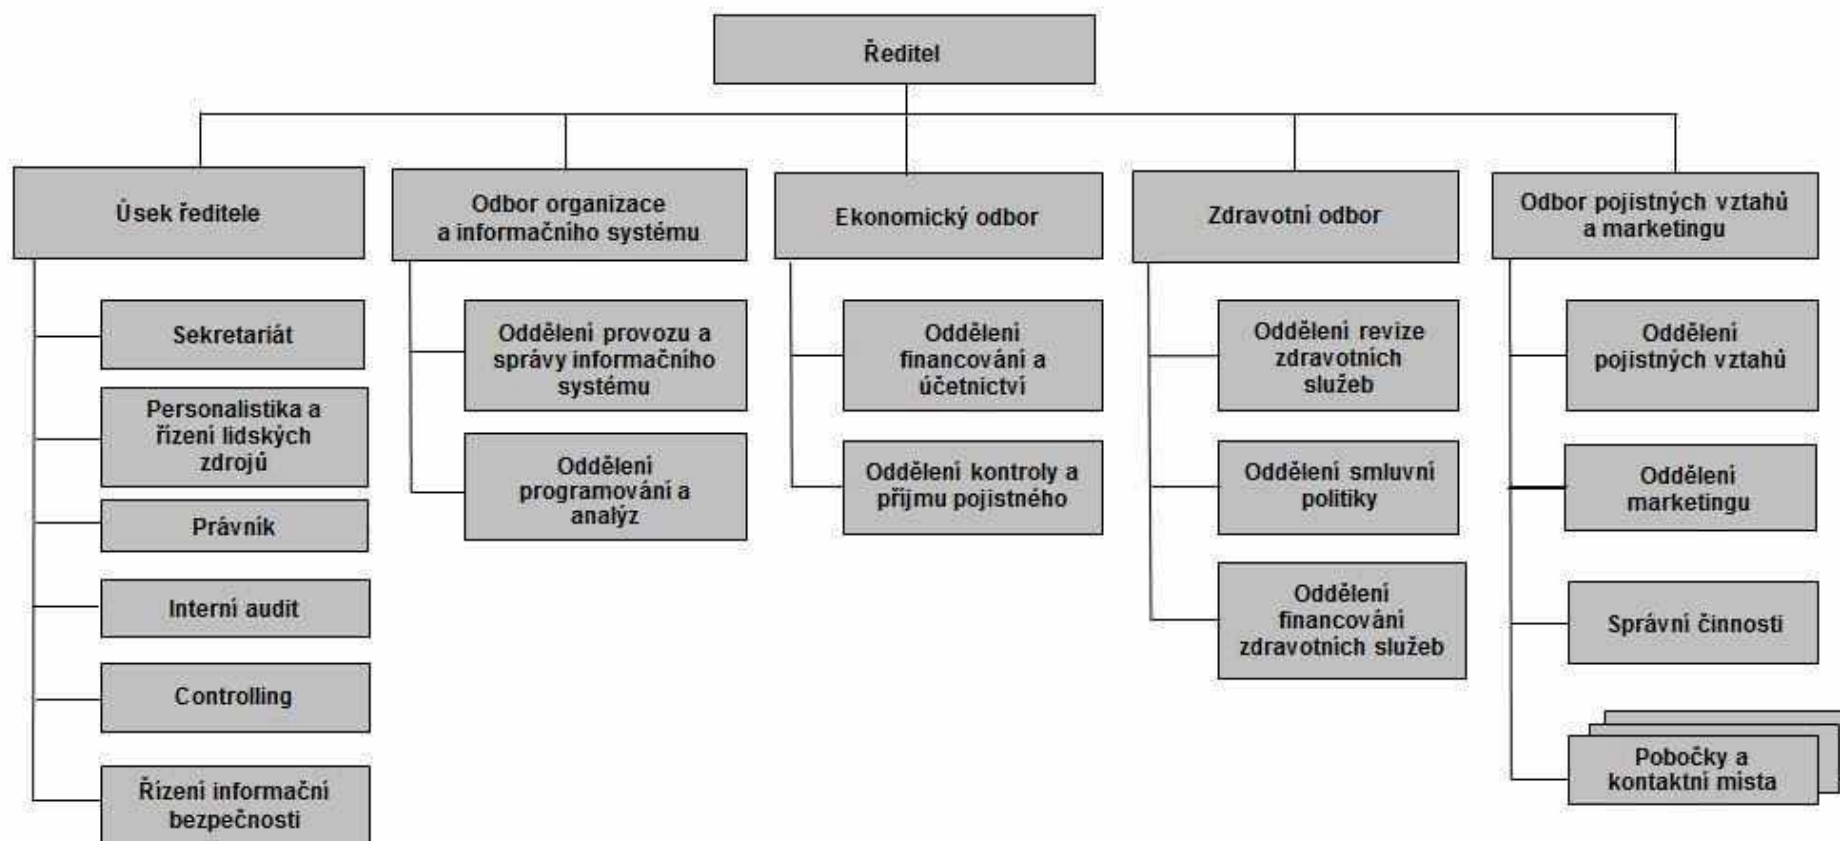 Ředitel
Úsek ředitele
Sekretariát
Personalistika a
řízení lidských
zdrojů
Právník
Interní audit
Controlling
Řízení informační
bezpečnosti
Odbor organizace
a informačního systému
Oddělení provozu a
správy informačního
systému
Oddělení
programování a
analýz
Ekonomický odbor
Oddělení
financování a
účetnictví
Oddělení kontroly a
příjmu pojistného
Zdravotní odbor
Oddělení revize
zdravotních
služeb
Oddělení smluvní
politiky
Oddělení
financování
zdravotních služeb
Odbor pojistných vztahů
a marketingu
Oddělení
pojistných vztahů
Oddělení
marketingu
Správní činnosti
Pobočky a
kontaktní místa